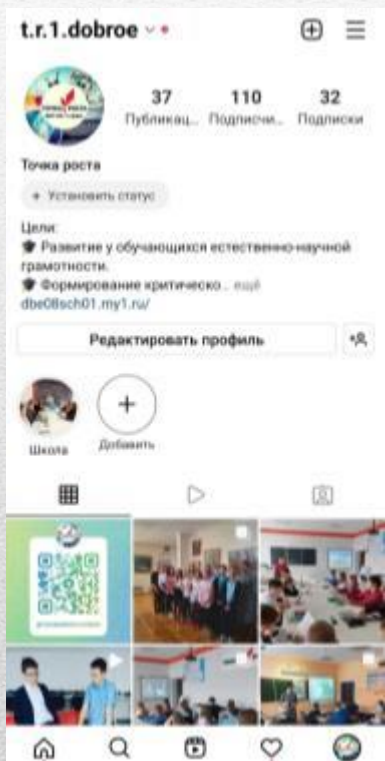 t.r.1.dobroe
37 110 32
Публикац... Подписчи... Подписки
Точка роста
+ Установить статус
Цели:
🎓 Развитие у обучающихся естественно-научной
грамотности.
🎓 Формирование критическо... ещё
dbe08sch01.my1.ru/
Редактировать профиль
Школа Добавить